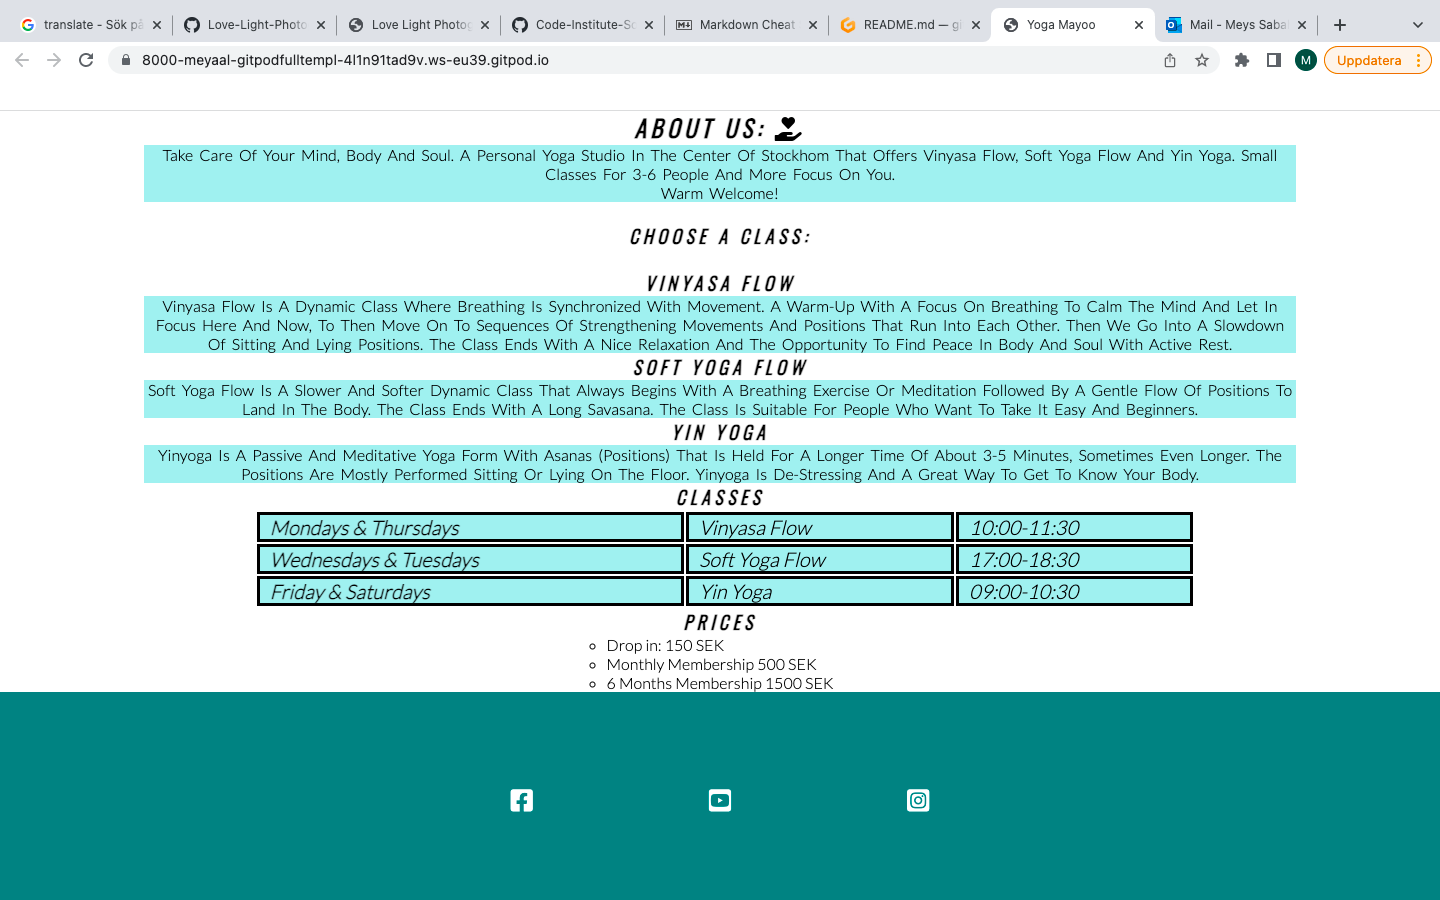 translate - Sök på
Love-Light-Photo
Love Light Photog
Code-Institute-So
Markdown Cheat
README.md — gi
Yoga Mayoo
Mail - Meys Sabal
8000-meyaal-gitpodfulltempl-4l1n91tad9v.ws-eu39.gitpod.io
M
Uppdatera
ABOUT US:
Take Care Of Your Mind, Body And Soul. A Personal Yoga Studio In The Center Of Stockhom That Offers Vinyasa Flow, Soft Yoga Flow And Yin Yoga. Small
Classes For 3-6 People And More Focus On You.
Warm Welcome!
CHOOSE A CLASS:
VINYASA FLOW
Vinyasa Flow Is A Dynamic Class Where Breathing Is Synchronized With Movement. A Warm-Up With A Focus On Breathing To Calm The Mind And Let In
Focus Here And Now, To Then Move On To Sequences Of Strengthening Movements And Positions That Run Into Each Other. Then We Go Into A Slowdown
Of Sitting And Lying Positions. The Class Ends With A Nice Relaxation And The Opportunity To Find Peace In Body And Soul With Active Rest.
SOFT YOGA FLOW
Soft Yoga Flow Is A Slower And Softer Dynamic Class That Always Begins With A Breathing Exercise Or Meditation Followed By A Gentle Flow Of Positions To
Land In The Body. The Class Ends With A Long Savasana. The Class Is Suitable For People Who Want To Take It Easy And Beginners.
YIN YOGA
Yinyoga Is A Passive And Meditative Yoga Form With Asanas (Positions) That Is Held For A Longer Time Of About 3-5 Minutes, Sometimes Even Longer. The
Positions Are Mostly Performed Sitting Or Lying On The Floor. Yinyoga Is De-Stressing And A Great Way To Get To Know Your Body.
CLASSES
Mondays & Thursdays Vinyasa Flow 10:00-11:30
Wednesdays & Tuesdays Soft Yoga Flow 17:00-18:30
Friday & Saturdays Yin Yoga 09:00-10:30
PRICES
Drop in: 150 SEK
Monthly Membership 500 SEK
6 Months Membership 1500 SEK